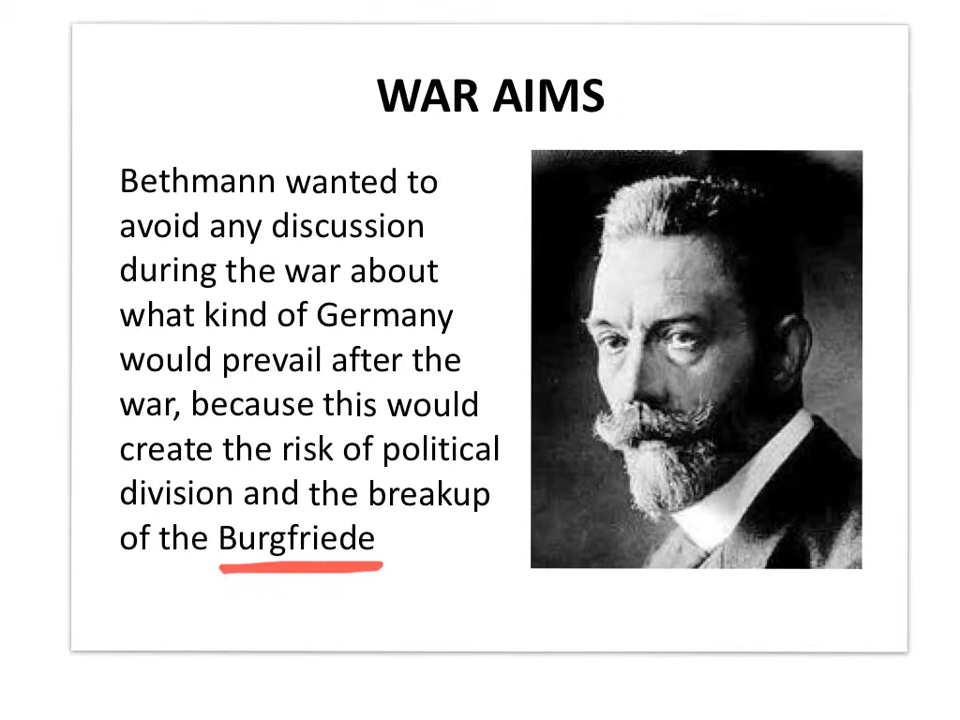 WAR AIMS
Bethmann wanted to
avoid any discussion
during the war about
what kind of Germany
would prevail after the
war, because this would
create the risk of political
division and the breakup
of the Burgfriede